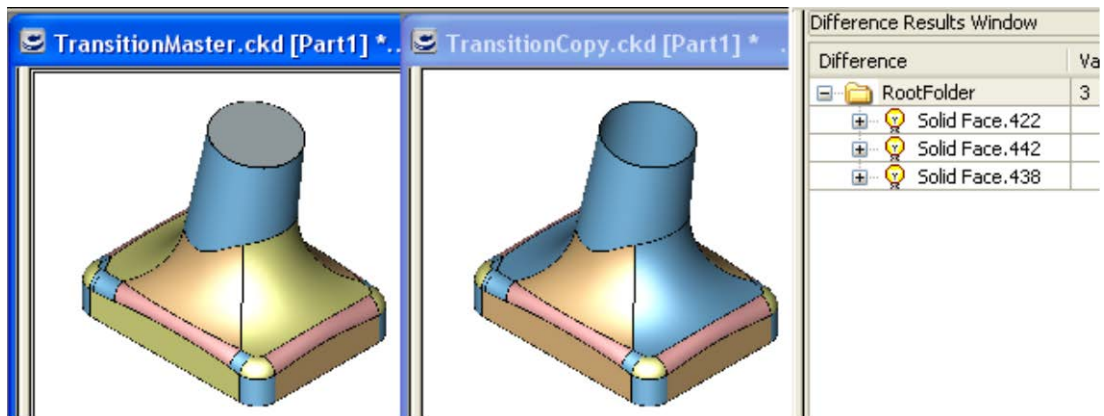 TransitionMaster.ckd [Part1] *..
TransitionCopy.ckd [Part1] * .
Difference Results Window
Difference Va
RootFolder 3
Solid Face.422
Solid Face.442
Solid Face.438